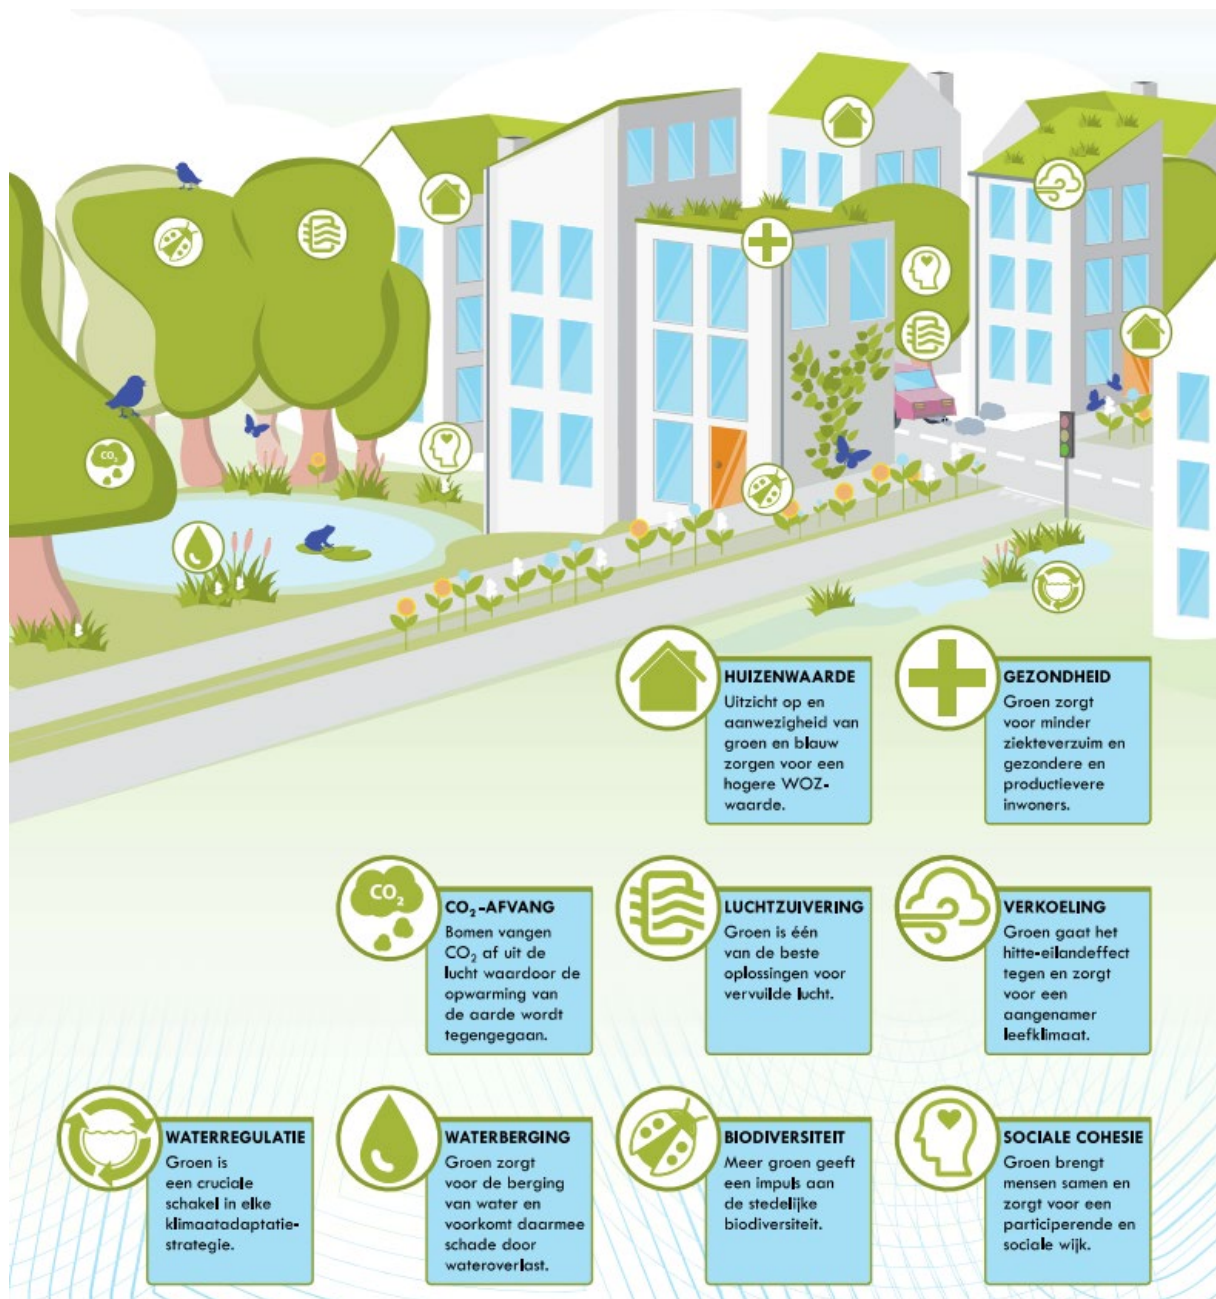 CO₂
HUIZENWAARDE
Uitzicht op en
aanwezigheid van
groen en blauw
zorgen voor een
hogere WOZ-
waarde.
GEZONDHEID
Groen zorgt
voor minder
ziekteverzuim en
gezondere en
productievere
inwoners.
CO₂
CO₂-AFVANG
Bomen vangen
CO₂ af uit de
lucht waardoor de
opwarming van
de aarde wordt
tegengegaan.
LUCHTZUIVERING
Groen is één
van de beste
oplossingen voor
vervuilde lucht.
VERKOELING
Groen gaat het
hitte-eilandeffect
tegen en zorgt
voor een
aangenamer
leefklimaat.
WATERREGULATIE
Groen is
een cruciale
schakel in elke
klimaatadaptatie-
strategie.
WATERBERGING
Groen zorgt
voor de berging
van water en
voorkomt daarmee
schade door
wateroverlast.
BIODIVERSITEIT
Meer groen geeft
een impuls aan
de stedelijke
biodiversiteit.
SOCIALE COHESIE
Groen brengt
mensen samen en
zorgt voor een
participerende en
sociale wijk.